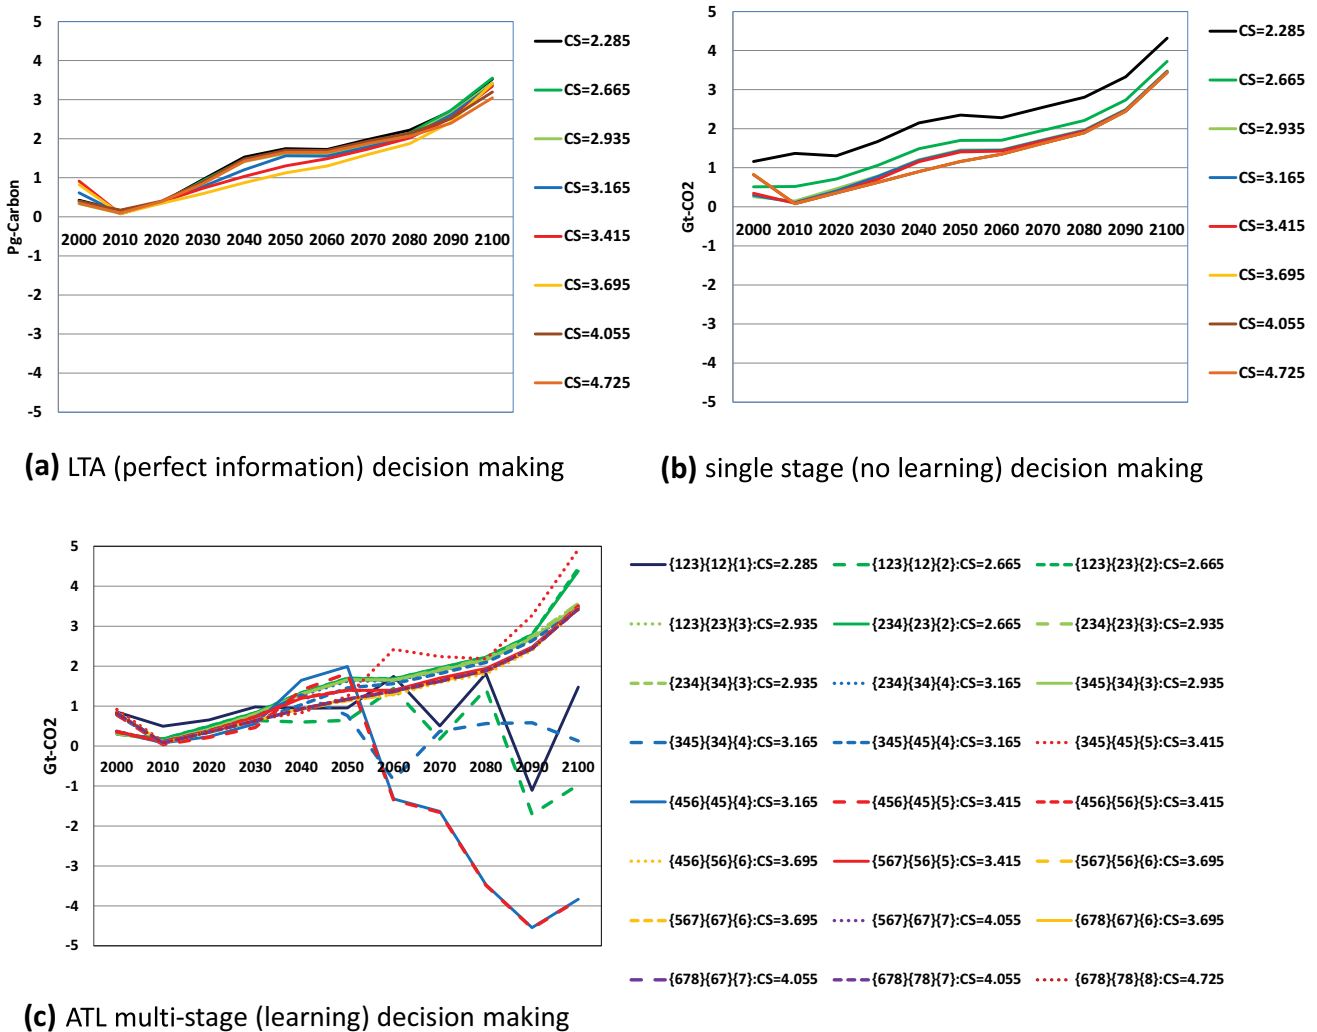 5
4
3
2
1
0
-1
-2
-3
-4
-5
Pg-Carbon
2000 2010 2020 2030 2040 2050 2060 2070 2080 2090 2100
CS=2.285
CS=2.665
CS=2.935
CS=3.165
CS=3.415
CS=3.695
CS=4.055
CS=4.725
(a) LTA (perfect information) decision making
5
4
3
2
1
0
-1
-2
-3
-4
-5
Gt-CO2
2000 2010 2020 2030 2040 2050 2060 2070 2080 2090 2100
CS=2.285
CS=2.665
CS=2.935
CS=3.165
CS=3.415
CS=3.695
CS=4.055
CS=4.725
(b) single stage (no learning) decision making
5
4
3
2
1
0
-1
-2
-3
-4
-5
Gt-CO2
2000 2010 2020 2030 2040 2050 2060 2070 2080 2090 2100
{123}{12}{1}:CS=2.285 {123}{12}{2}:CS=2.665 {123}{23}{2}:CS=2.665
{123}{23}{3}:CS=2.935 {234}{23}{2}:CS=2.665 {234}{23}{3}:CS=2.935
{234}{34}{3}:CS=2.935 {234}{34}{4}:CS=3.165 {345}{34}{3}:CS=2.935
{345}{34}{4}:CS=3.165 {345}{45}{4}:CS=3.165 {345}{45}{5}:CS=3.415
{456}{45}{4}:CS=3.165 {456}{45}{5}:CS=3.415 {456}{56}{5}:CS=3.415
{456}{56}{6}:CS=3.695 {567}{56}{5}:CS=3.415 {567}{56}{6}:CS=3.695
{567}{67}{6}:CS=3.695 {567}{67}{7}:CS=4.055 {678}{67}{6}:CS=3.695
{678}{67}{7}:CS=4.055 {678}{78}{7}:CS=4.055 {678}{78}{8}:CS=4.725
(c) ATL multi-stage (learning) decision making